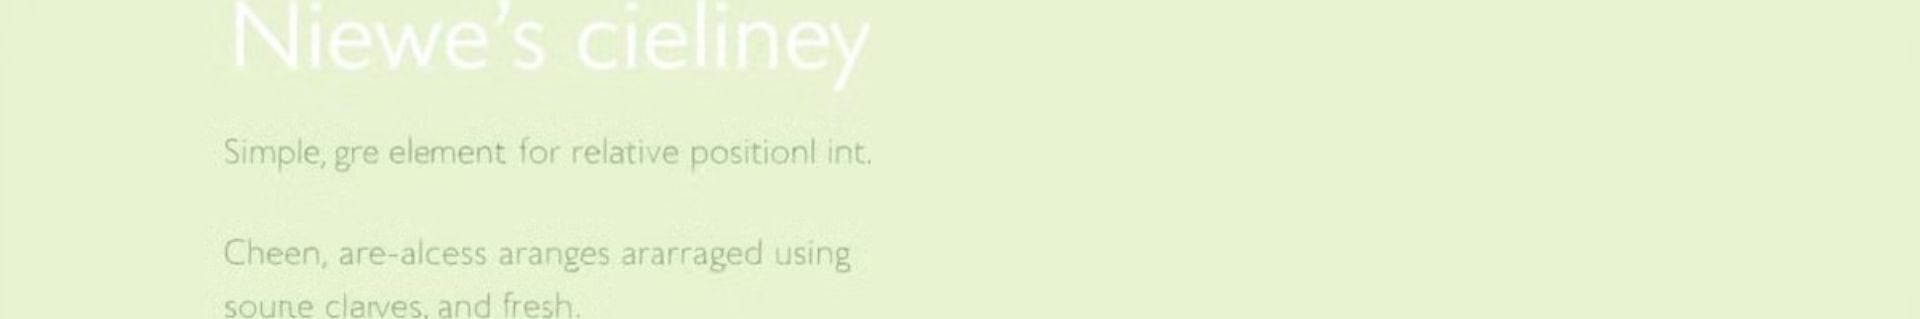 Niewe's cieliney
Simple, gre element for relative positionl int.
Cheen, are-alcess aranges ararraged using
soune clarves, and fresh.